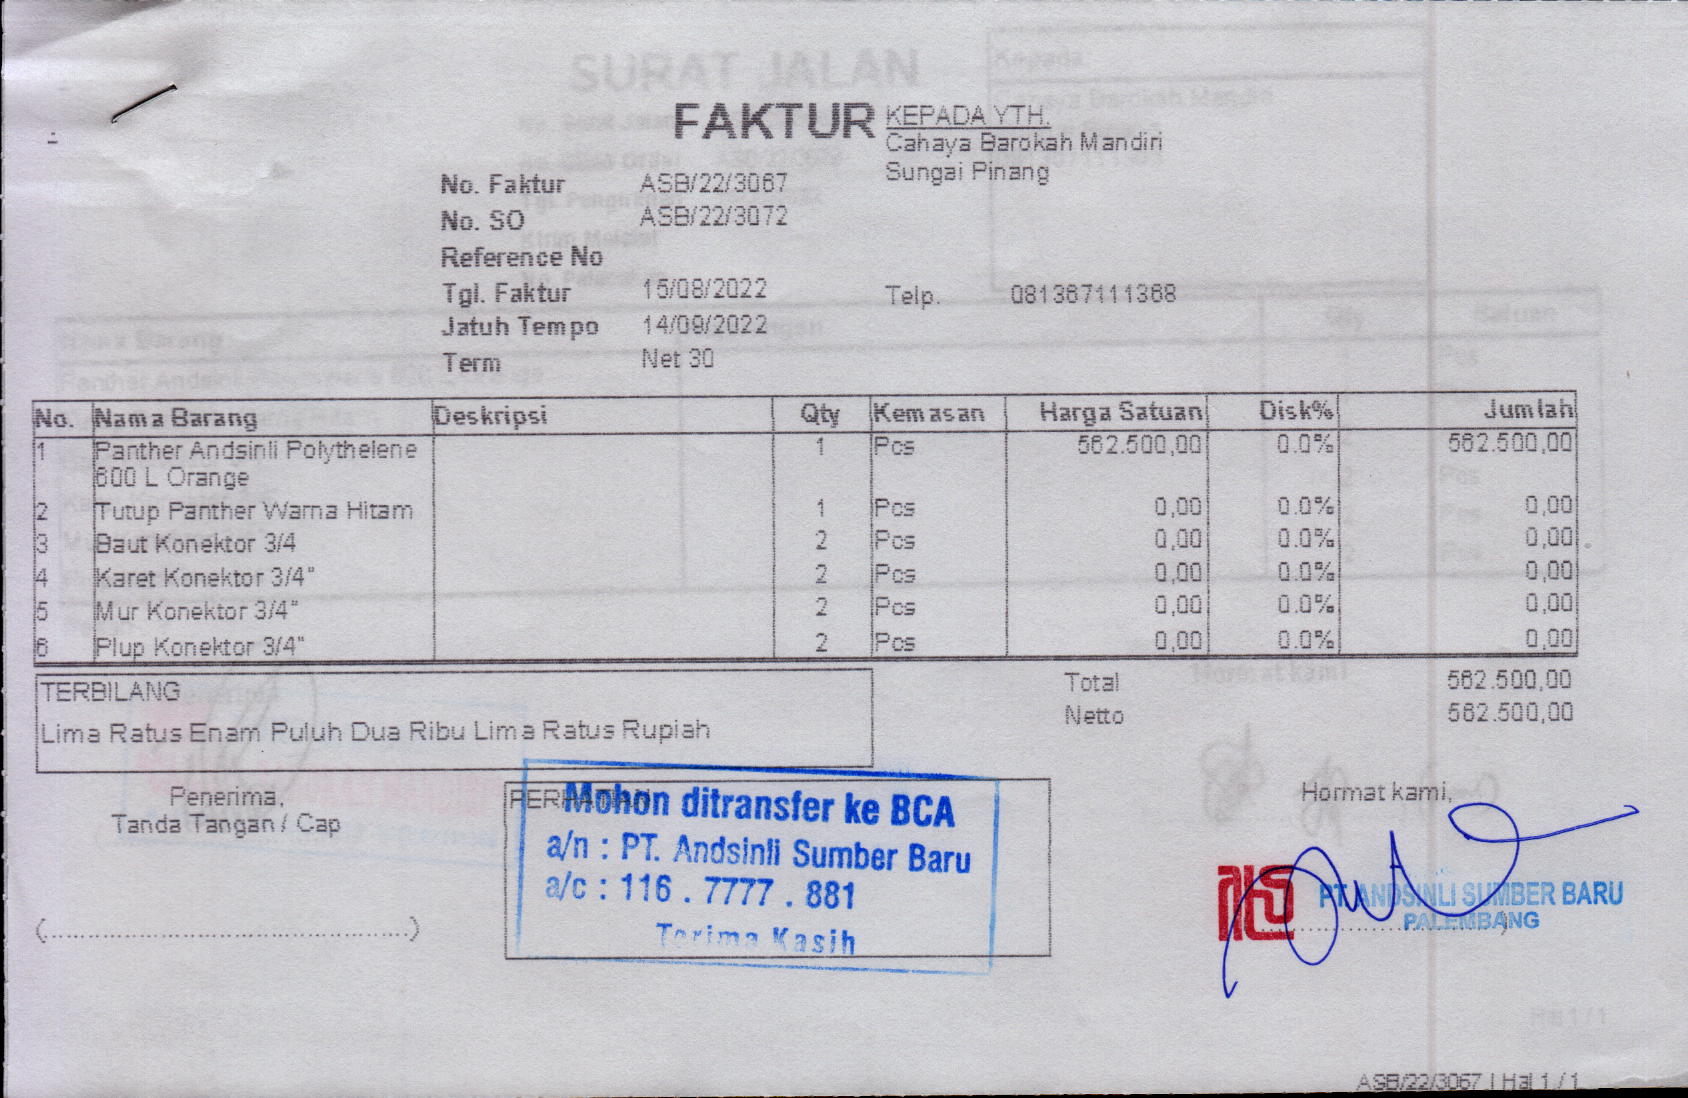 FAKTUR
KEPADA YTH.
Cahaya Barokah Mandiri
Sungai Pinang
No. Faktur ASB/22/3067
No. SO ASB/22/3072
Reference No
Tgl. Faktur 15/08/2022
Telp. 081367111368
Jatuh Tempo 14/09/2022
Term Net 30
No. Nama Barang Deskripsi Qty Kemasan Harga Satuan Disk% Jumlah
1 Panther Andsinli Polythelene 1 Pcs 562.500,00 0.0% 562.500,00
600 L Orange
2 Tutup Panther Warna Hitam 1 Pcs 0,00 0.0% 0,00
3 Baut Konektor 3/4 2 Pcs 0,00 0.0% 0,00
4 Karet Konektor 3/4" 2 Pcs 0,00 0.0% 0,00
5 Mur Konektor 3/4" 2 Pcs 0,00 0.0% 0,00
6 Plup Konektor 3/4" 2 Pcs 0,00 0.0% 0,00
TERBILANG
Lima Ratus Enam Puluh Dua Ribu Lima Ratus Rupiah
Total 562.500,00
Netto 562.500,00
Penerima,
Tanda Tangan / Cap
(..........................................)
PERHATIAN
Mohon ditransfer ke BCA
a/n : PT. Andsinli Sumber Baru
a/c : 116 . 7777 . 881
Terima Kasih
Hormat kami,
PT. ANDSINLI SUMBER BARU
PALEMBANG
ASB/22/3067 | Hal 1 / 1
SURAT JALAN
Kepada